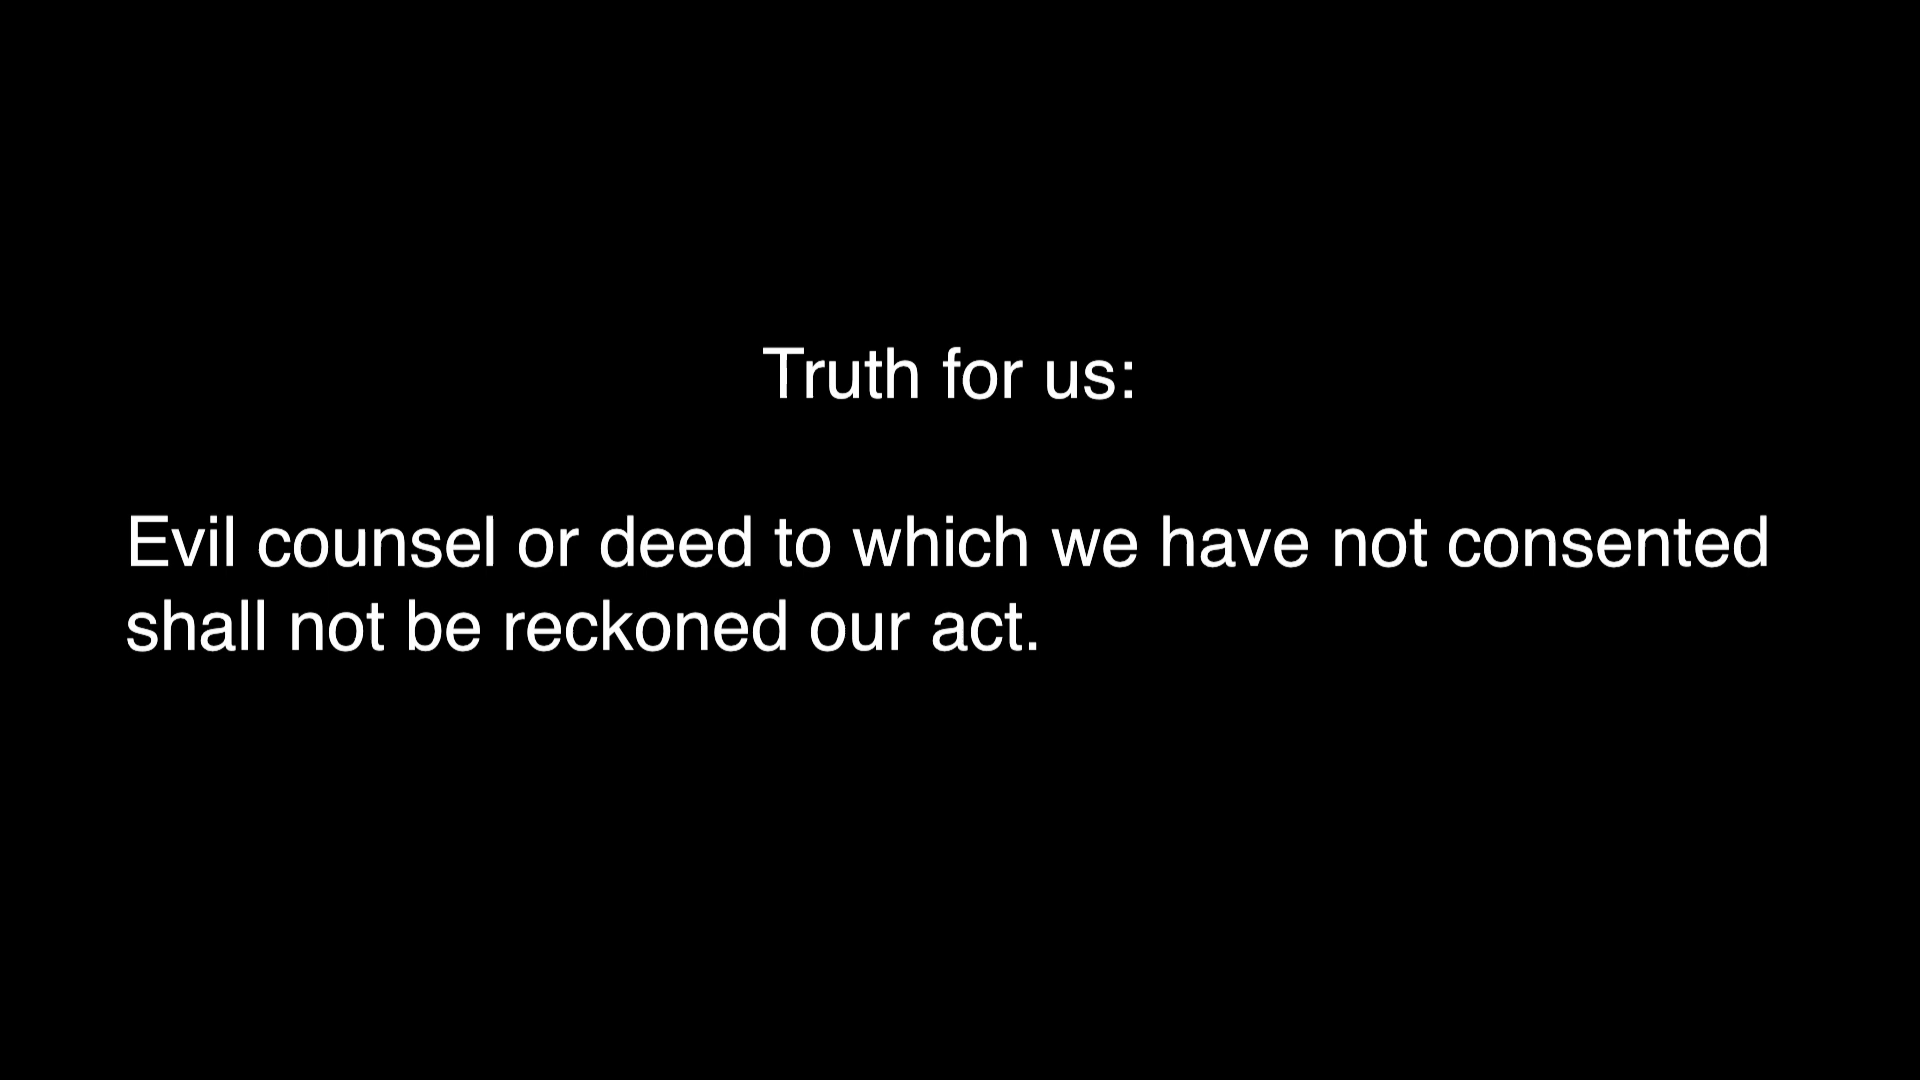 Truth for us:
Evil counsel or deed to which we have not consented
shall not be reckoned our act.